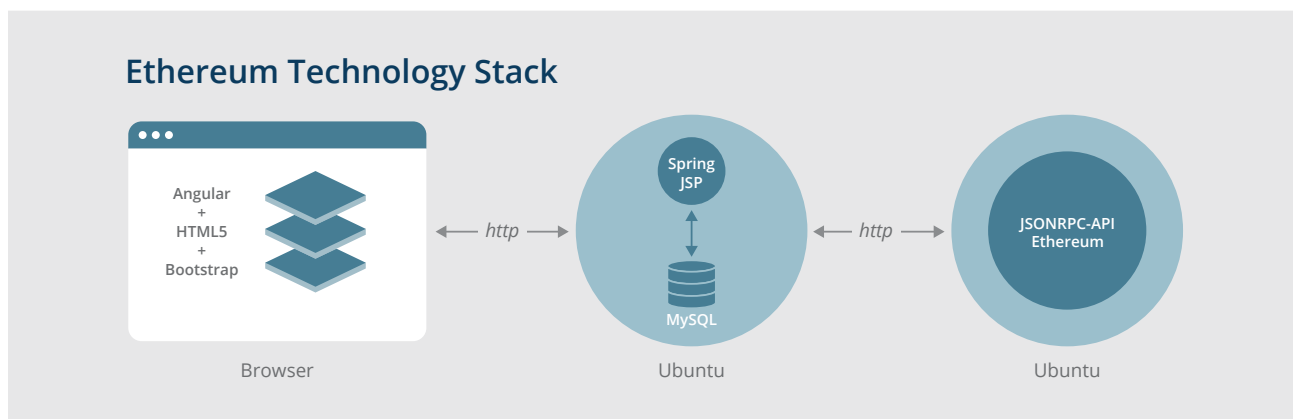 Ethereum Technology Stack
Angular
+
HTML5
+
Bootstrap
Browser
http
Spring
JSP
MySQL
Ubuntu
http
JSONRPC-API
Ethereum
Ubuntu